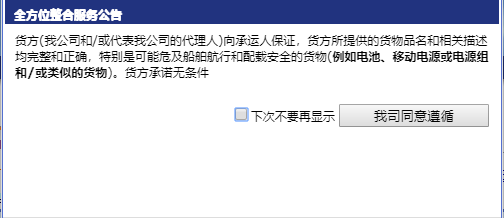 全方位整合服务公告
货方(我公司和/或代表我公司的代理人)向承运人保证，货方所提供的货物品名和相关描述
均完整和正确，特别是可能危及船舶航行和配载安全的货物(例如电池、移动电源或电源组
和/或类似的货物)。货方承诺无条件
下次不要再显示 我司同意遵循